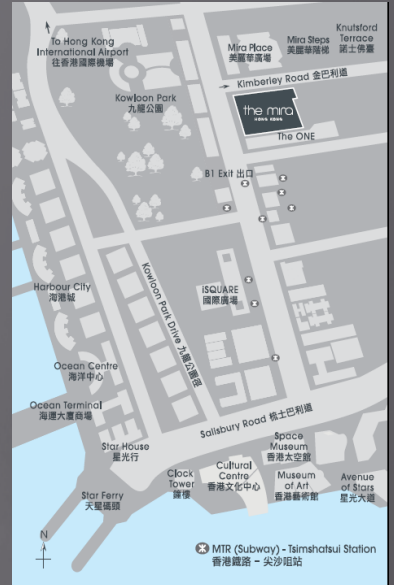 Knutsford
Terrace
諾士佛臺
Mira Steps
美麗華階梯
Mira Place
美麗華廣場
To Hong Kong
International Airport
往香港國際機場
Kimberley Road 金巴利道
Kowloon Park
九龍公園
the mira
HONG KONG
The ONE
B1 Exit 出口
Kowloon Park Drive 九龍公園徑
iSQUARE
國際廣場
Harbour City
海港城
Ocean Centre
海洋中心
Ocean Terminal
海運大廈商場
Salisbury Road 梳士巴利道
Star House
星光行
Space
Museum
香港太空館
Clock
Tower
鐘樓
Cultural
Centre
香港文化中心
Museum
of Art
香港藝術館
Avenue
of Stars
星光大道
Star Ferry
天星碼頭
N
MTR (Subway) - Tsimshatsui Station
香港鐵路 – 尖沙咀站